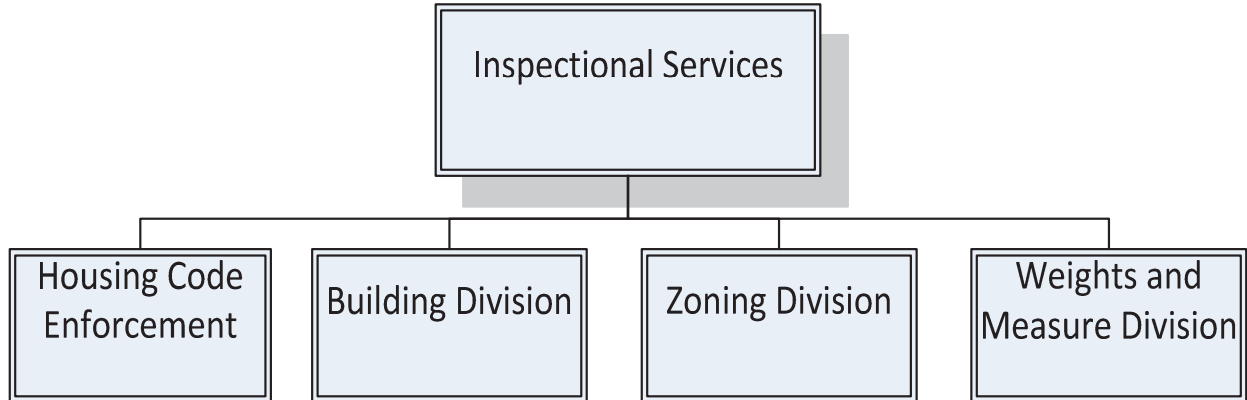 Inspectional Services
Housing Code
Enforcement
Building Division
Zoning Division
Weights and
Measure Division